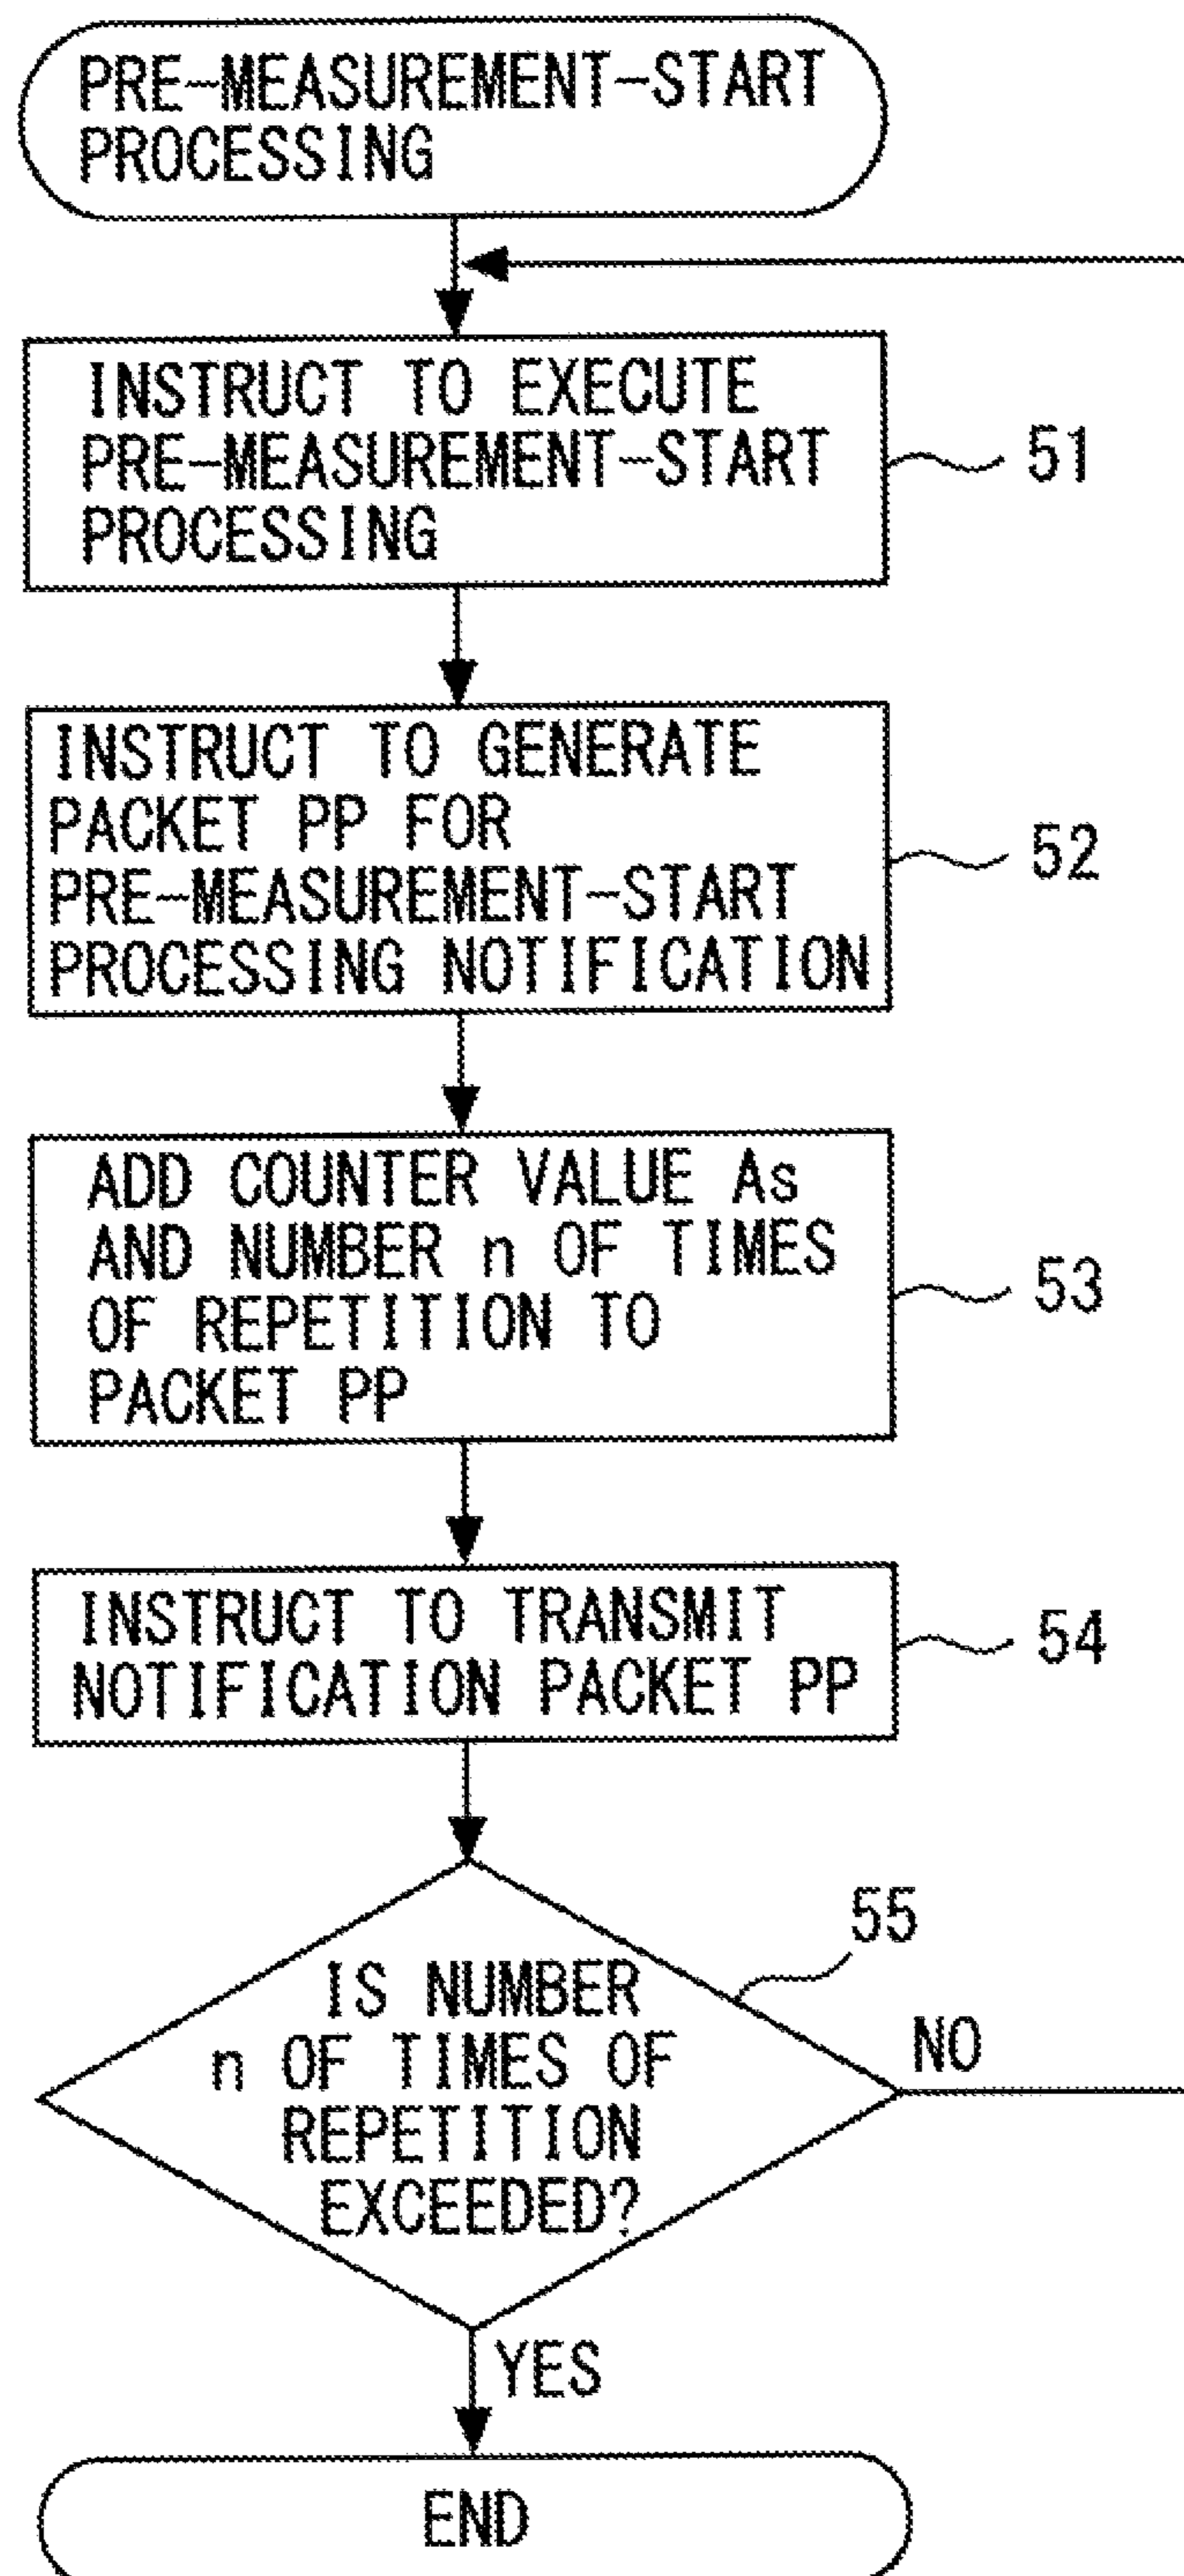 PRE-MEASUREMENT-START
PROCESSING
INSTRUCT TO EXECUTE
PRE-MEASUREMENT-START
PROCESSING
51
INSTRUCT TO GENERATE
PACKET PP FOR
PRE-MEASUREMENT-START
PROCESSING NOTIFICATION
52
ADD COUNTER VALUE As
AND NUMBER n OF TIMES
OF REPETITION TO
PACKET PP
53
INSTRUCT TO TRANSMIT
NOTIFICATION PACKET PP
54
55
IS NUMBER
n OF TIMES OF
REPETITION
EXCEEDED?
NO
YES
END